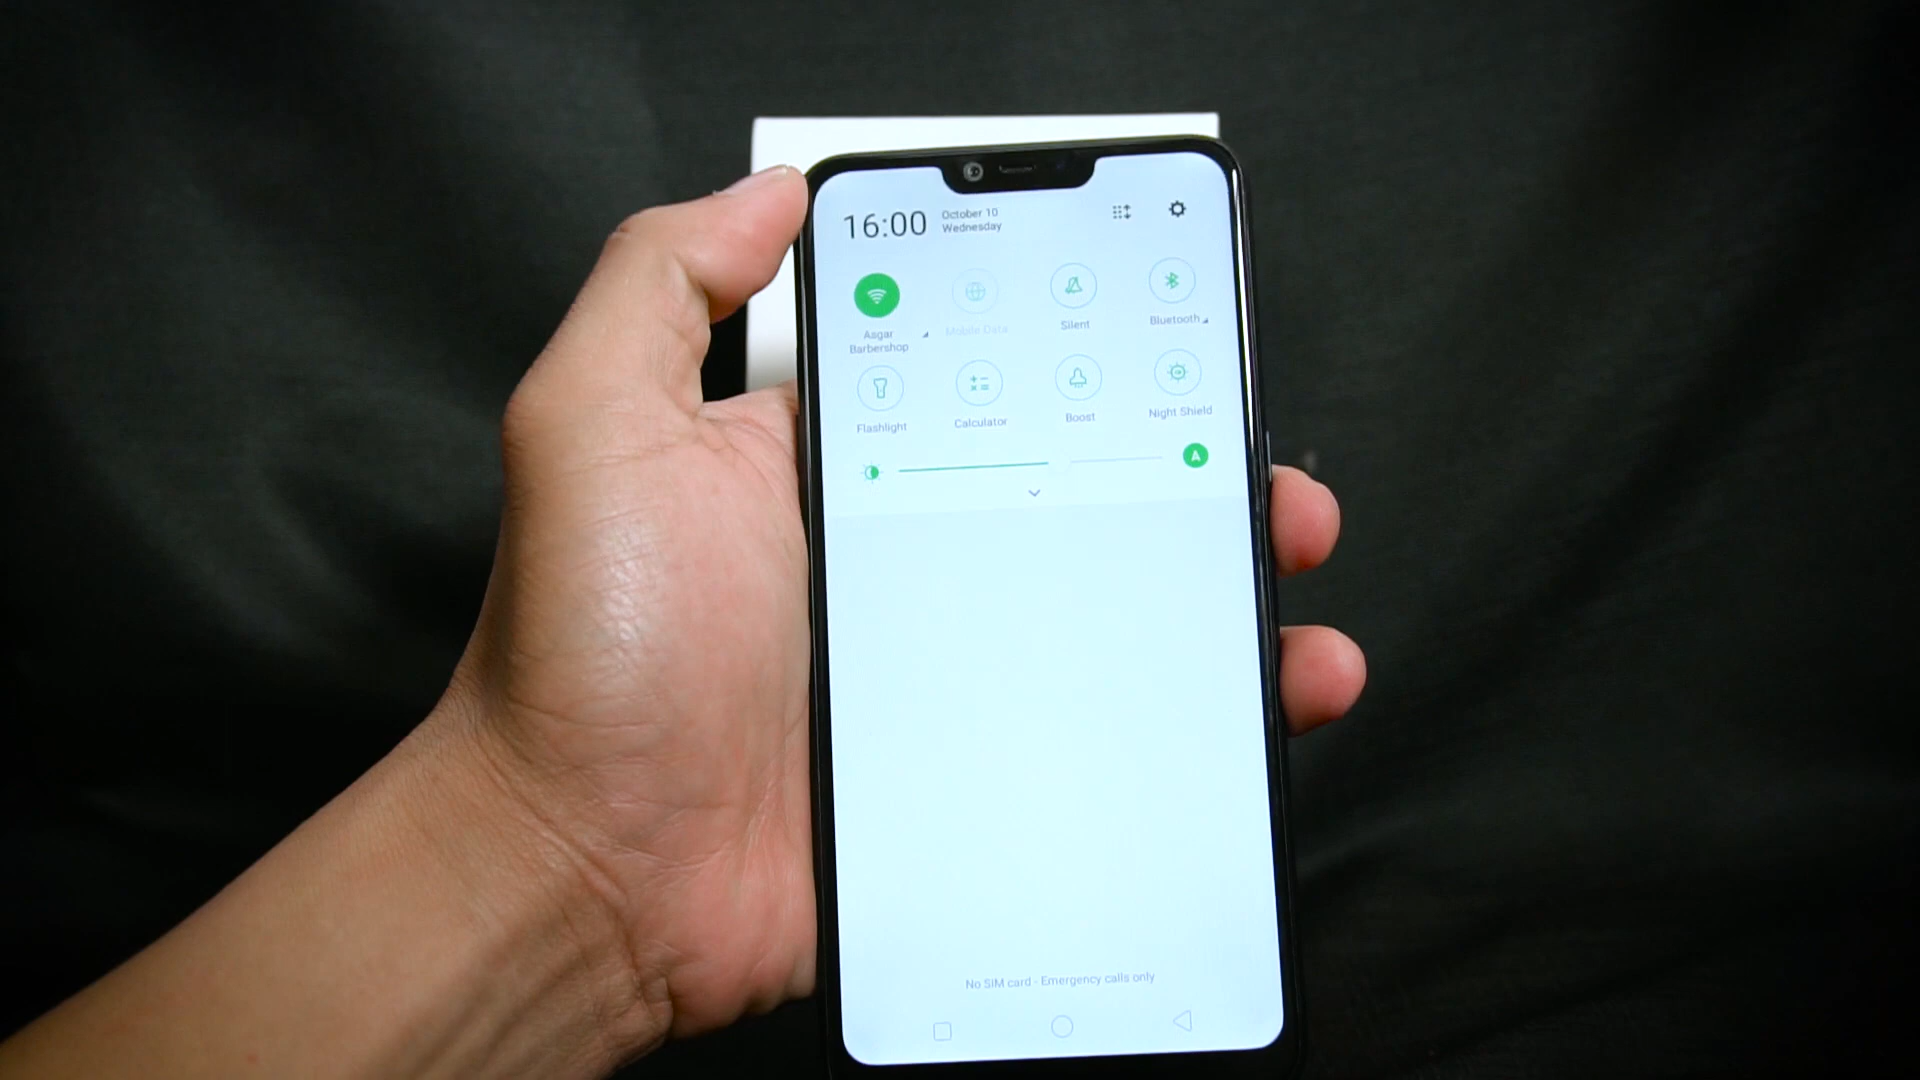 16:00
October 10
Wednesday
Asgar
Barbershop
Mobile Data
Silent
Bluetooth
Flashlight
Calculator
Boost
Night Shield
A
No SIM card - Emergency calls only